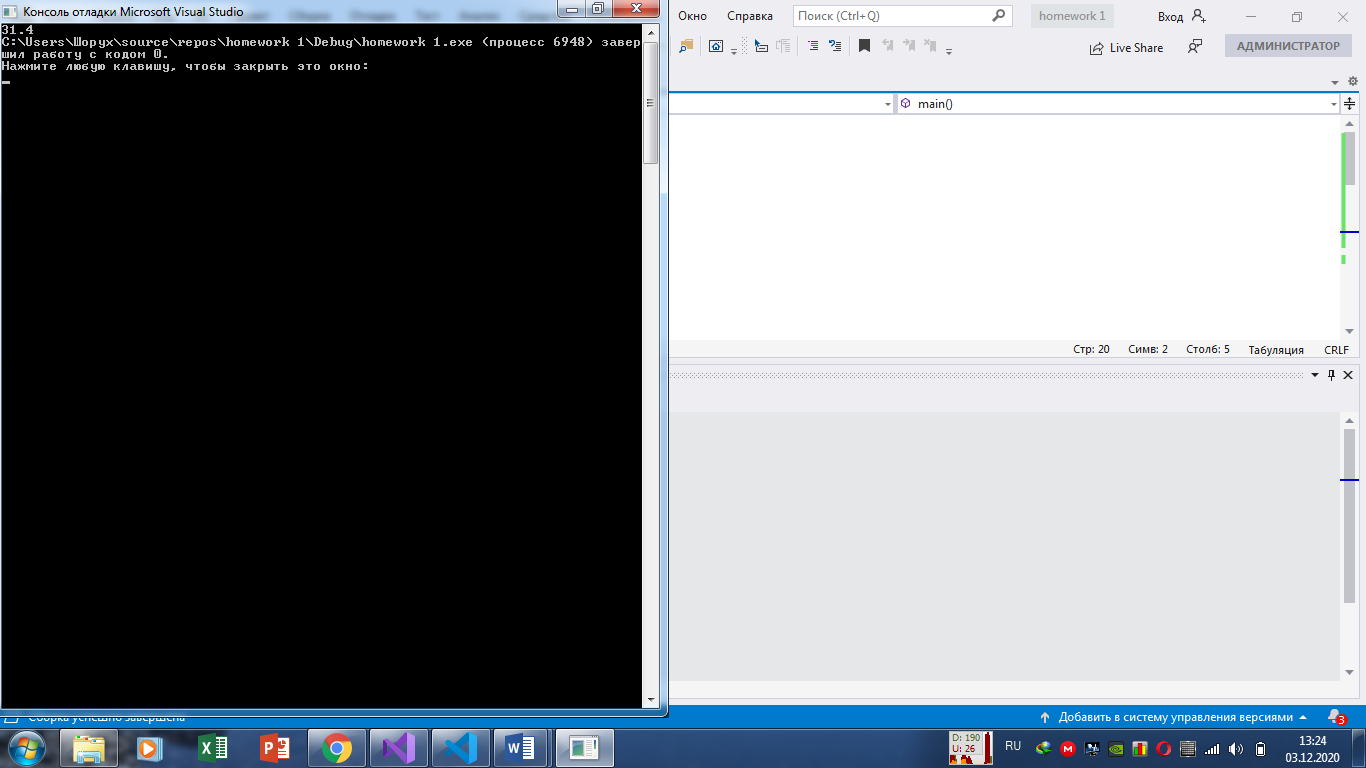 Консоль отладки Microsoft Visual Studio
31.4
C:\Users\Шорух\source\repos\homework 1\Debug\homework 1.exe (процесс 6948) завер
шил работу с кодом 0.
Нажмите любую клавишу, чтобы закрыть это окно:
Окно Справка Поиск (Ctrl+Q) homework 1 Вход
Live Share АДМИНИСТРАТОР
main()
Стр: 20 Симв: 2 Столб: 5 Табуляция CRLF
Сборка успешно завершена Добавить в систему управления версиями 3
D: 190
U: 26
RU
13:24
03.12.2020